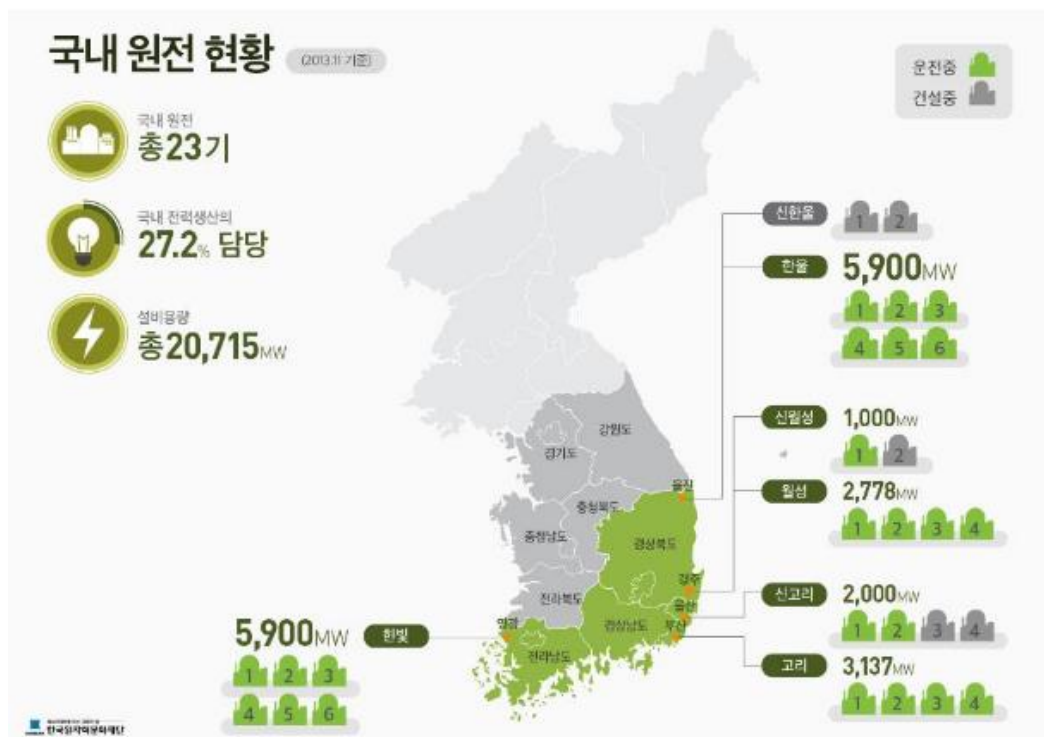 국내 원전 현황 (2013.11 기준)
운전중
건설중
국내 원전
총23기
국내 전력생산의
27.2% 담당
설비용량
총20,715MW
신한울
1 2
한울 5,900MW
1 2 3
4 5 6
신월성 1,000MW
1 2
월성 2,778MW
1 2 3 4
신고리 2,000MW
1 2 3 4
고리 3,137MW
1 2 3 4
5,900MW 한빛
1 2 3
4 5 6
강원도
경기도
울진
충청북도
충청남도
경상북도
경주
전라북도
울산
경상남도
부산
영광
전라남도
한국원자력문화재단